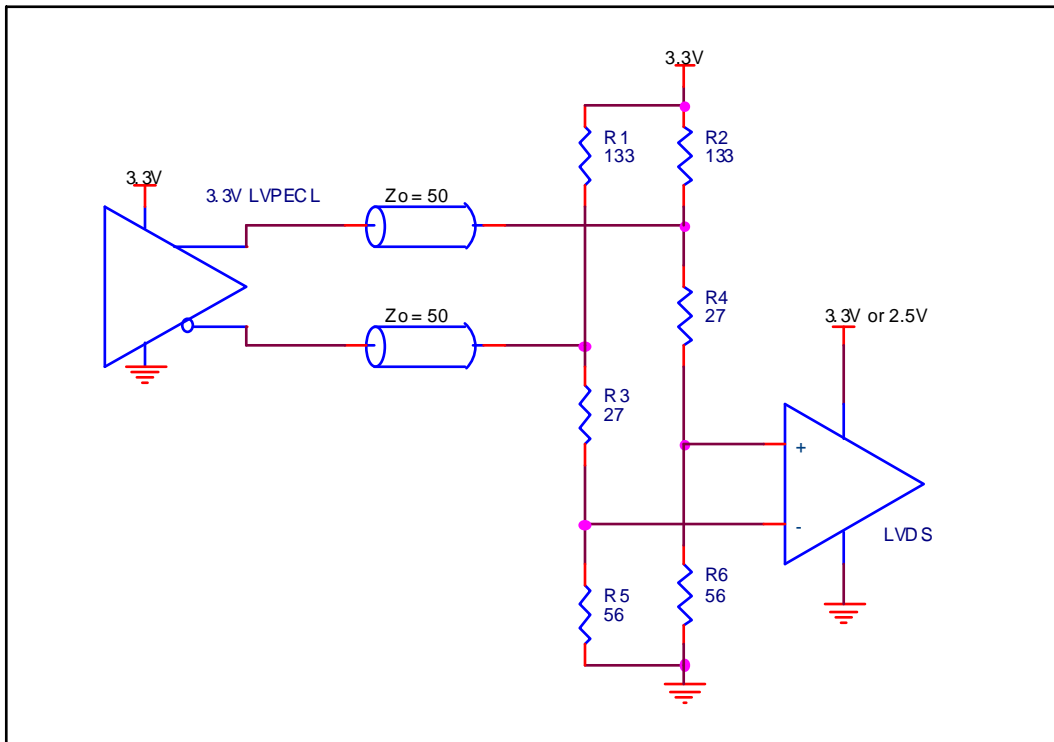 3.3V
R1
133
R2
133
3.3V
3.3V LVPECL
Zo = 50
R4
27
Zo = 50
3.3V or 2.5V
R3
27
+
-
LVDS
R5
56
R6
56